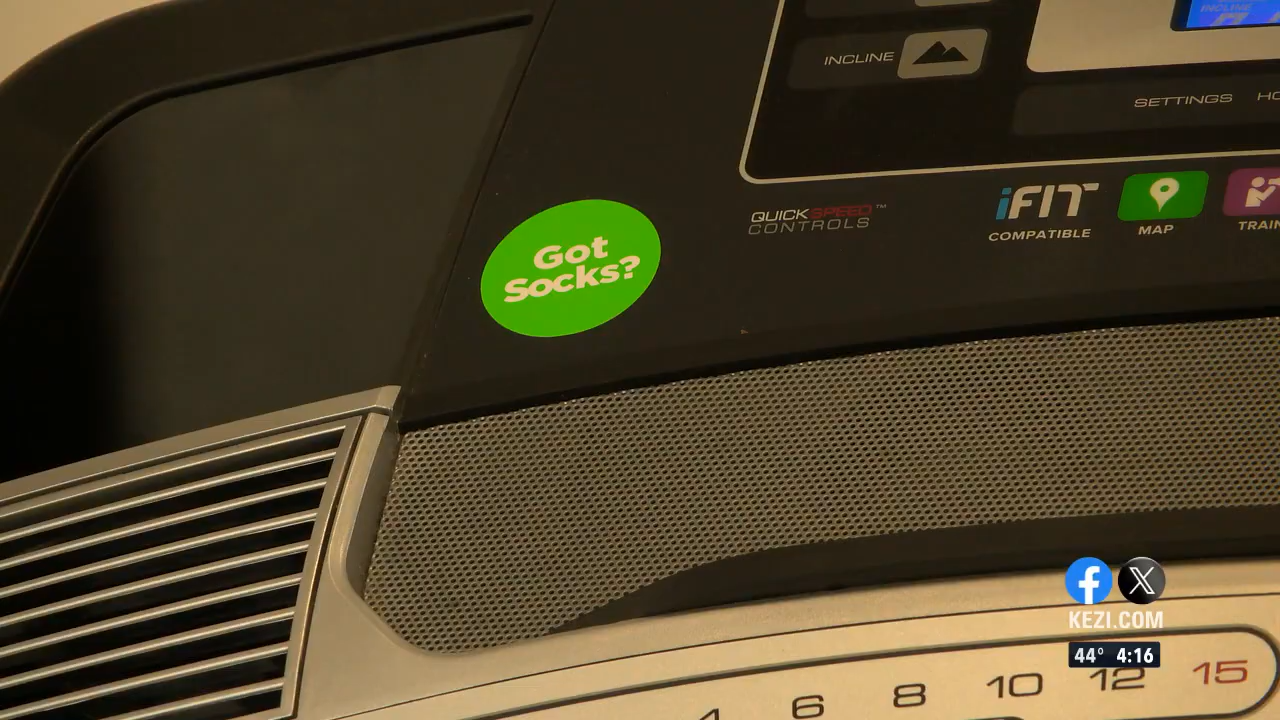 INCLINE
INCLINE
SETTINGS
Got
Socks?
QUICKSPEED™
CONTROLS
iFIT
COMPATIBLE
MAP
KEZI.COM
44° 4:16
6 8 10 12 15